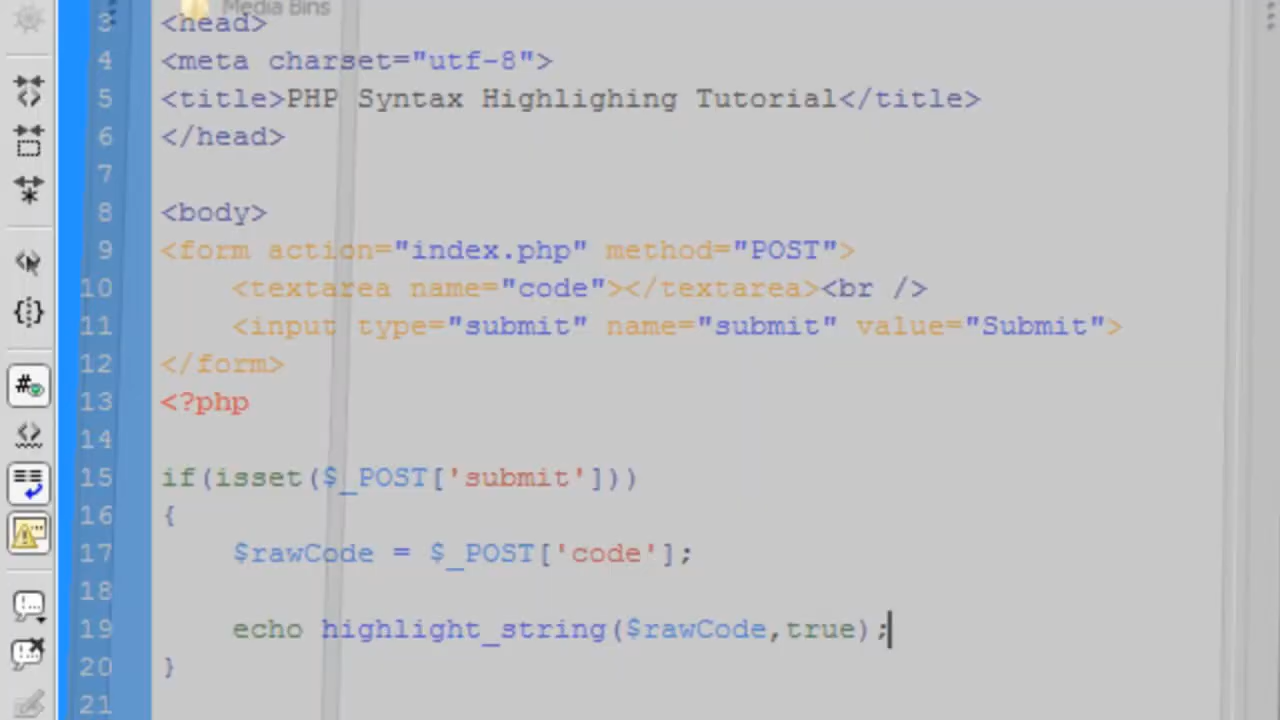 Media Bins
3 <head>
4 <meta charset="utf-8">
5 <title>PHP Syntax Highlighing Tutorial</title>
6 </head>
7
8 <body>
9 <form action="index.php" method="POST">
10 <textarea name="code"></textarea><br />
11 <input type="submit" name="submit" value="Submit">
12 </form>
13 <?php
14
15 if(isset($_POST['submit']))
16 {
17 $rawCode = $_POST['code'];
18
19 echo highlight_string($rawCode,true);
20 }
21